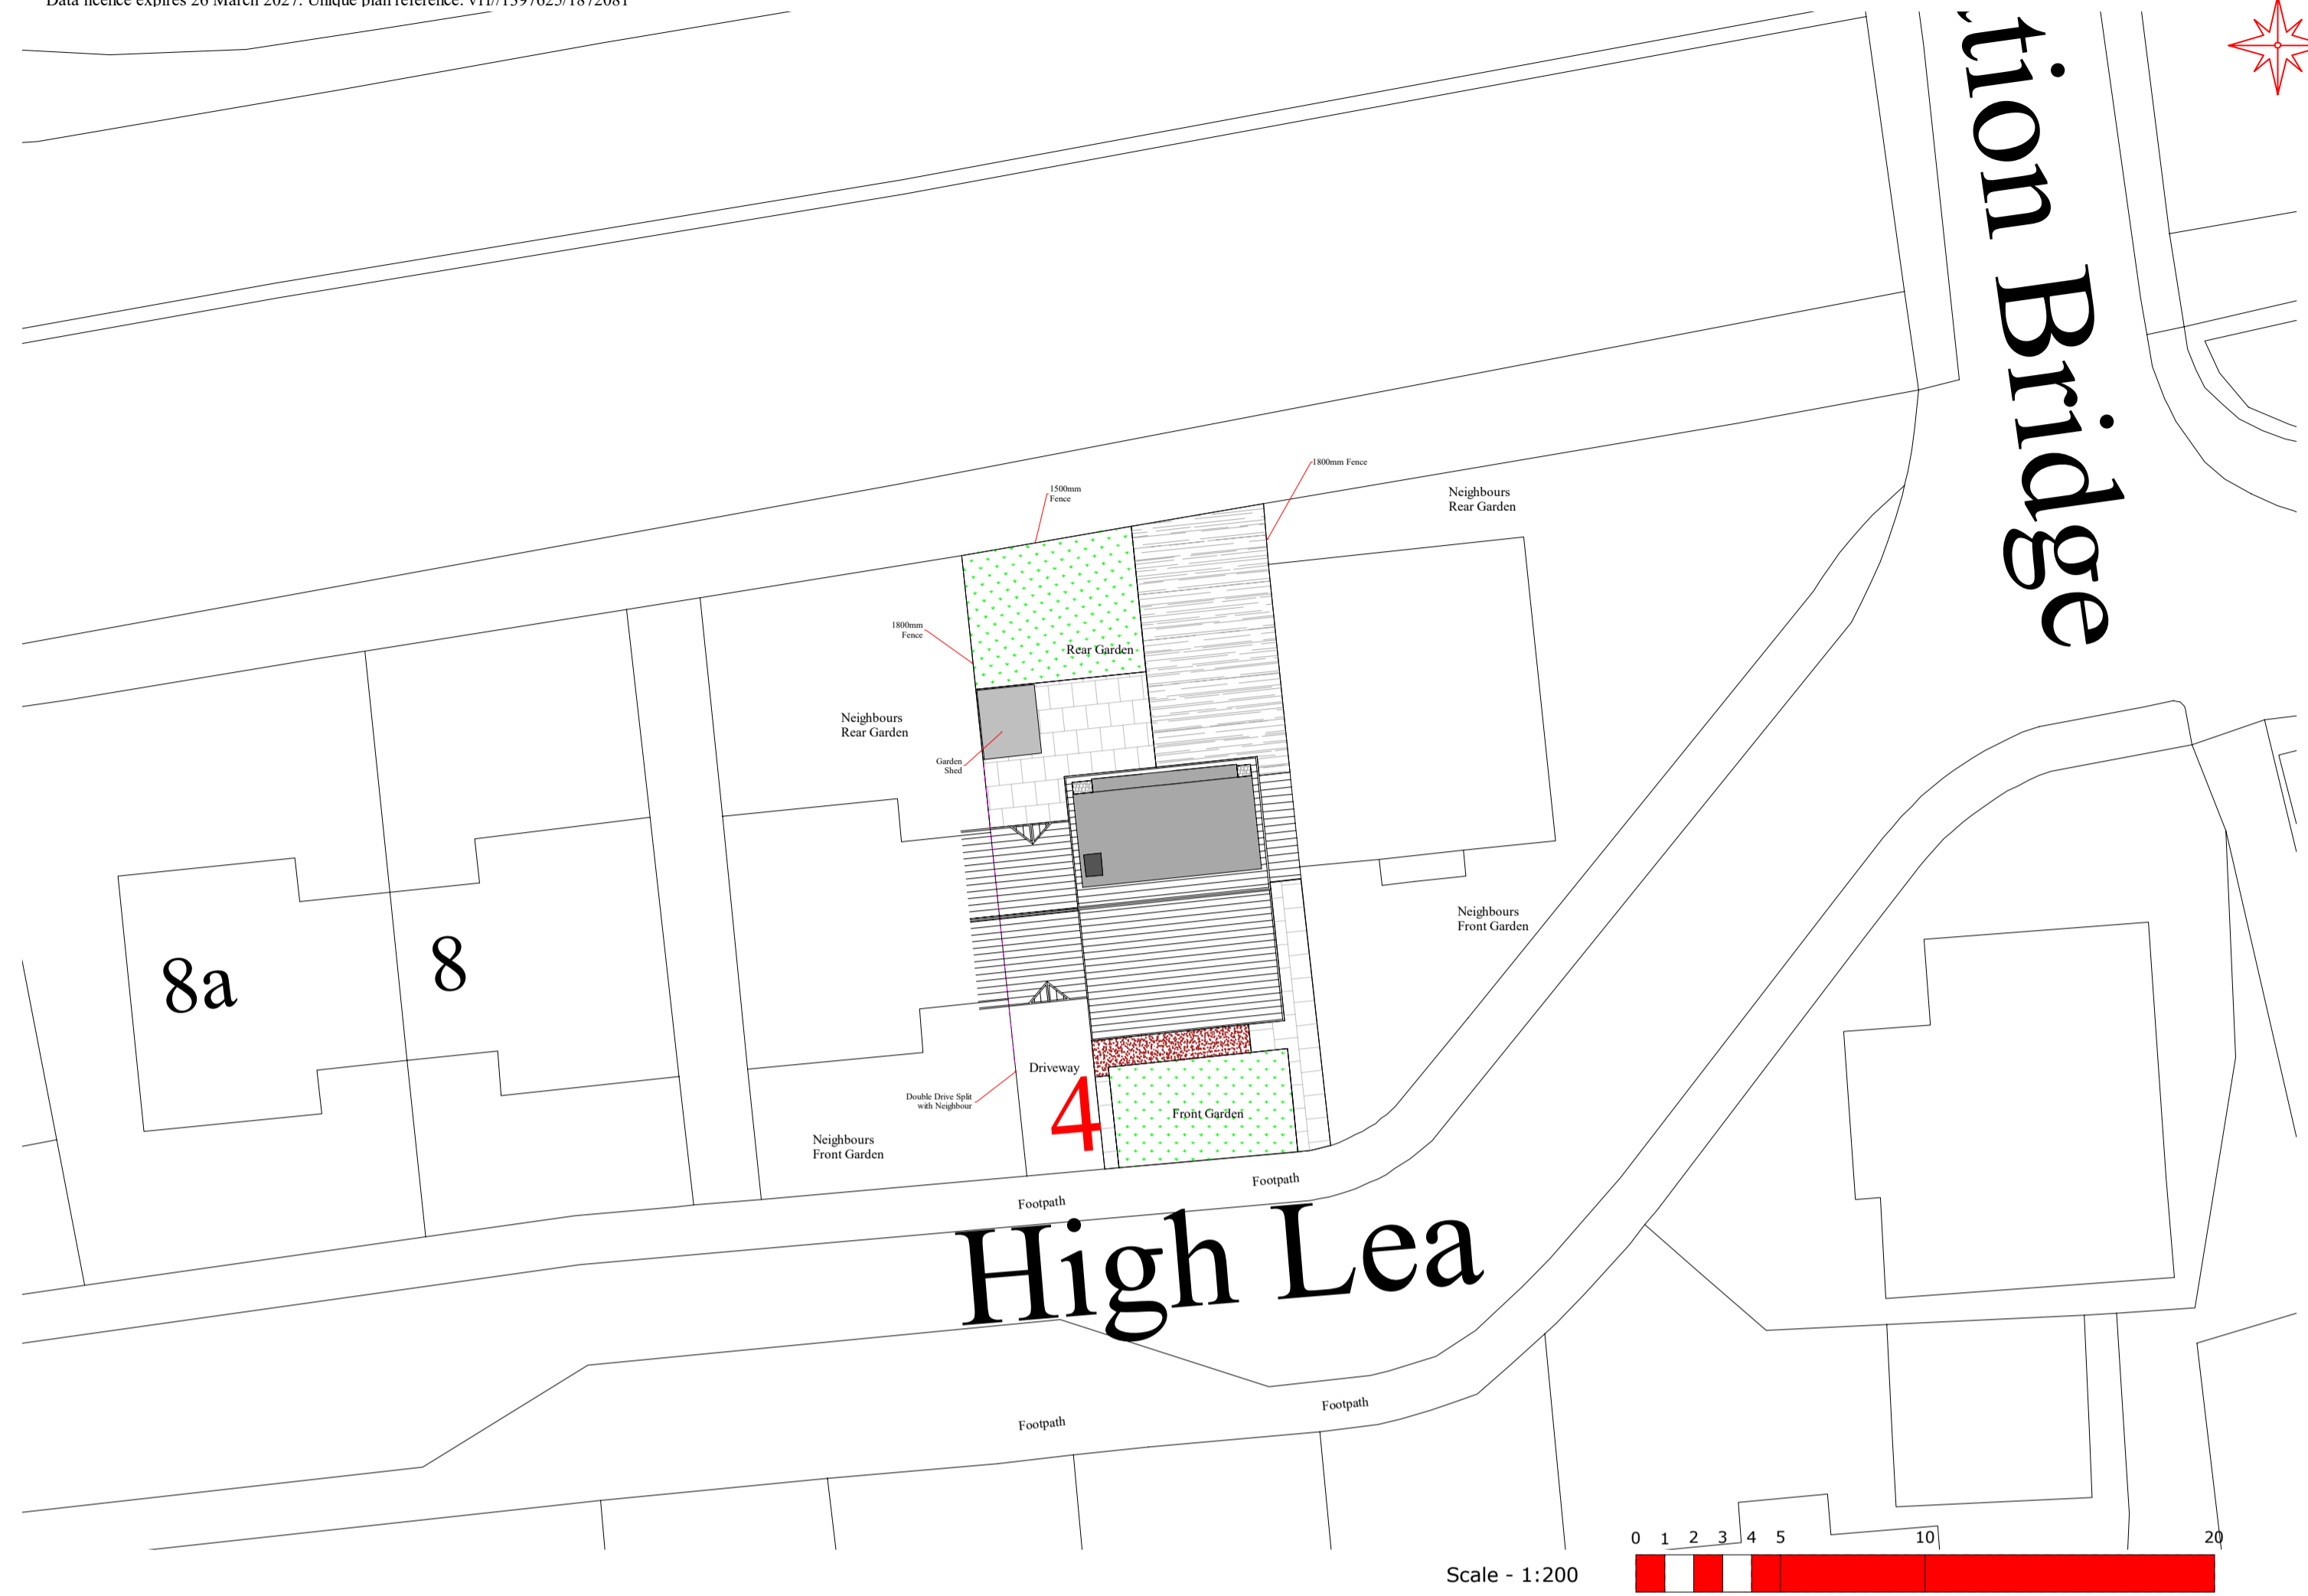 Data licence expires 26 March 2027. Unique plan reference:
tion Bridge
1800mm Fence
1500mm
Fence
Neighbours
Rear Garden
1800mm
Fence
Rear Garden
Neighbours
Rear Garden
Garden
Shed
Neighbours
Front Garden
8a
8
Driveway
4
Double Drive Split
with Neighbour
Front Garden
Neighbours
Front Garden
Footpath
Footpath
High Lea
Footpath
Footpath
0 1 2 3 4 5 10 20
Scale - 1:200